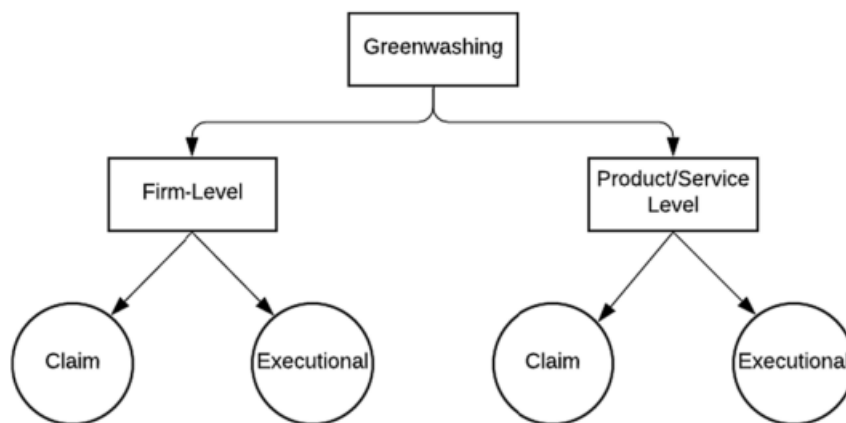 Greenwashing
Firm-Level
Product/Service
Level
Claim
Executional
Claim
Executional